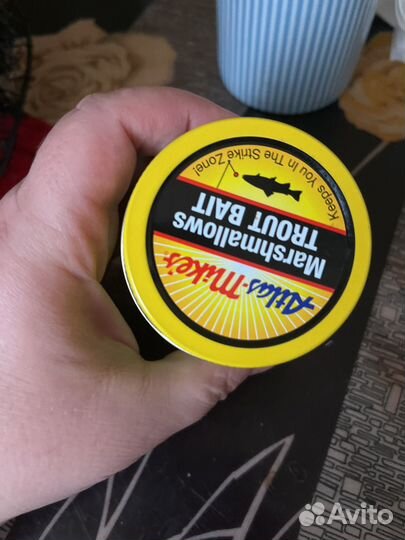 Atlas-Mike's
Marshmallows
TROUT BAIT
Keeps You In The Strike Zone!
Avito